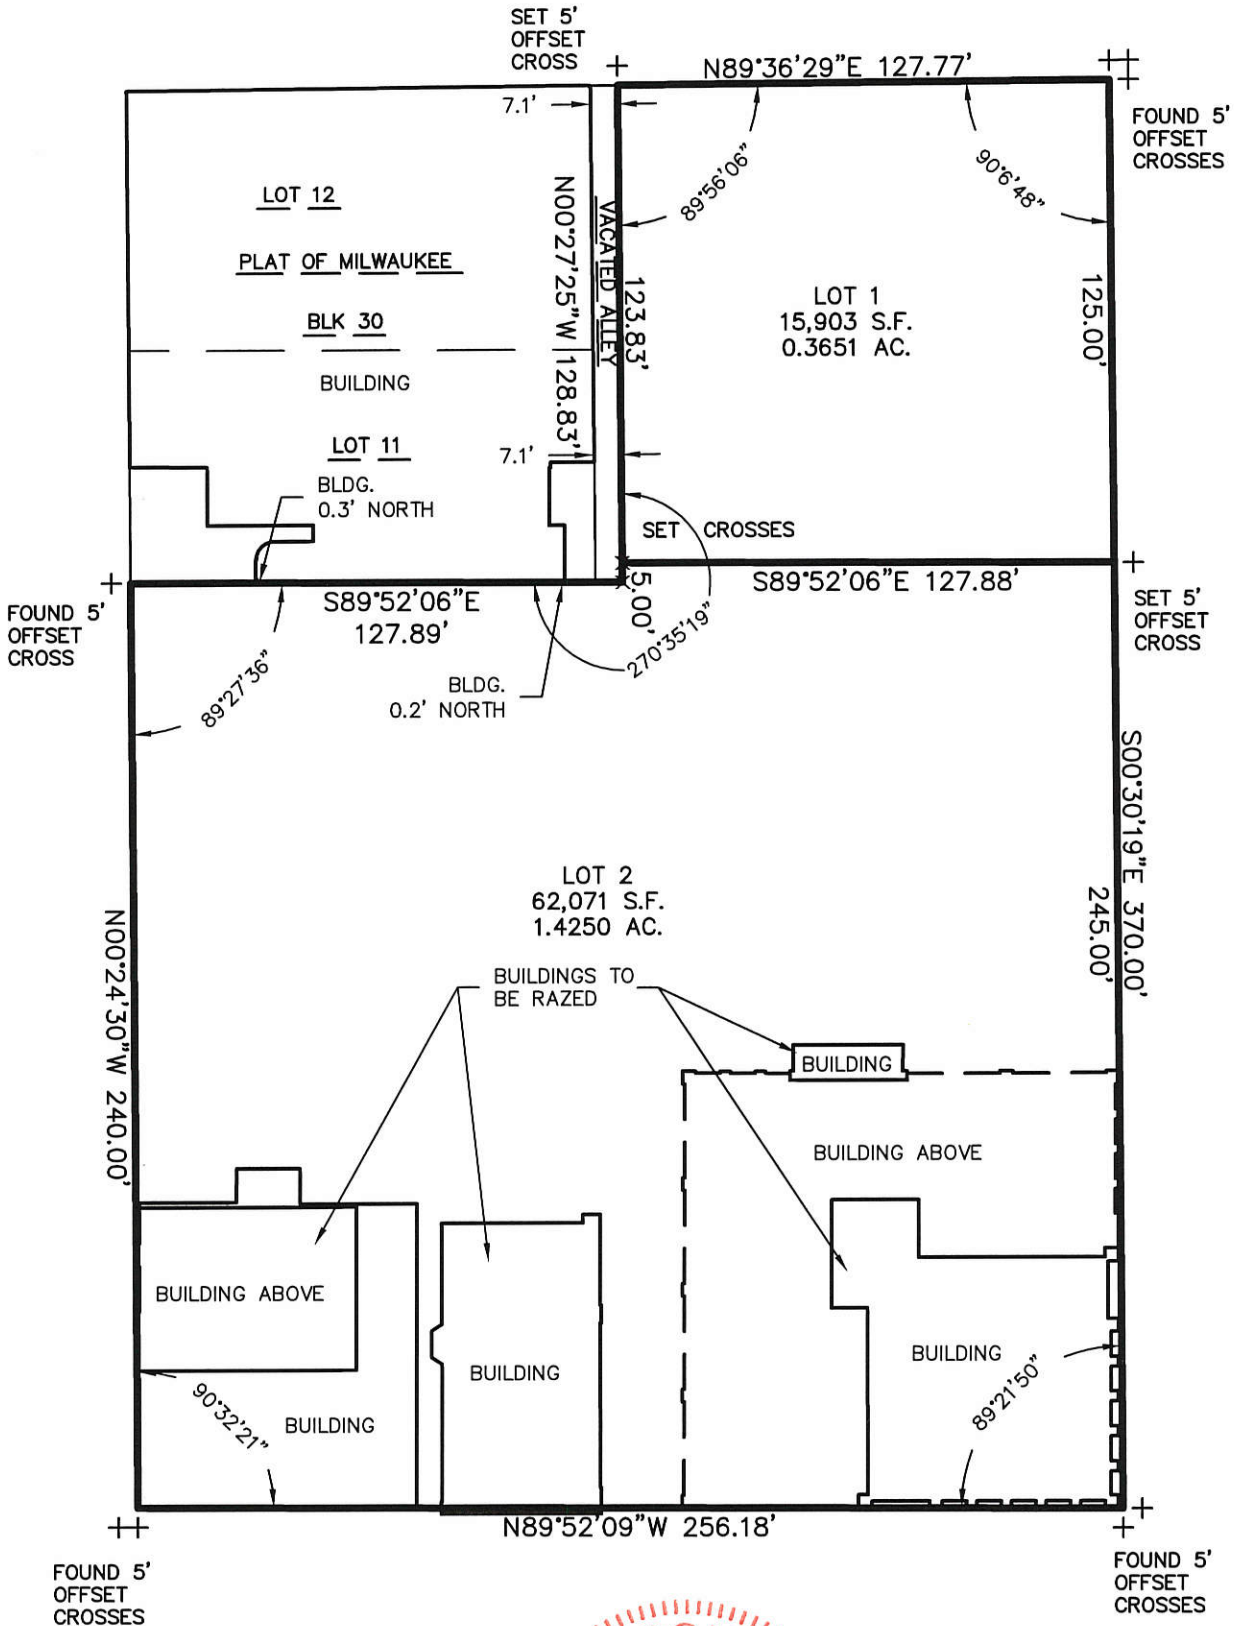 SET 5'
OFFSET
CROSS
N89°36'29"E 127.77'
7.1'
FOUND 5'
OFFSET
CROSSES
89°56'06"
90°6'48"
LOT 12
PLAT OF MILWAUKEE
BLK 30
BUILDING
LOT 11
N00°27'25"W 128.83'
VACATED ALLEY
123.83'
LOT 1
15,903 S.F.
0.3651 AC.
125.00'
7.1'
BLDG.
0.3' NORTH
SET CROSSES
S89°52'06"E
127.89'
5.00'
S89°52'06"E 127.88'
FOUND 5'
OFFSET
CROSS
SET 5'
OFFSET
CROSS
270°35'19"
89°27'36"
BLDG.
0.2' NORTH
S00°30'19"E 370.00'
245.00'
LOT 2
62,071 S.F.
1.4250 AC.
N00°24'30"W 240.00'
BUILDINGS TO
BE RAZED
BUILDING
BUILDING ABOVE
BUILDING ABOVE
BUILDING
BUILDING
89°21'50"
90°32'21"
BUILDING
N89°52'09"W 256.18'
FOUND 5'
OFFSET
CROSSES
FOUND 5'
OFFSET
CROSSES